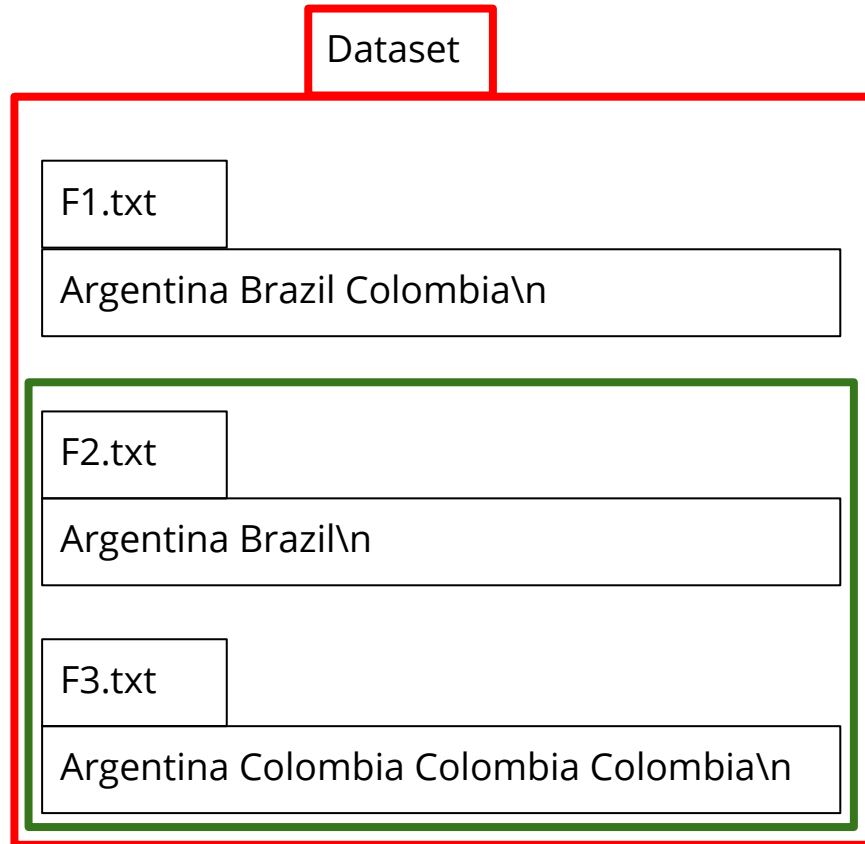 Dataset
F1.txt
Argentina Brazil Colombia\n
F2.txt
Argentina Brazil\n
F3.txt
Argentina Colombia Colombia Colombia\n